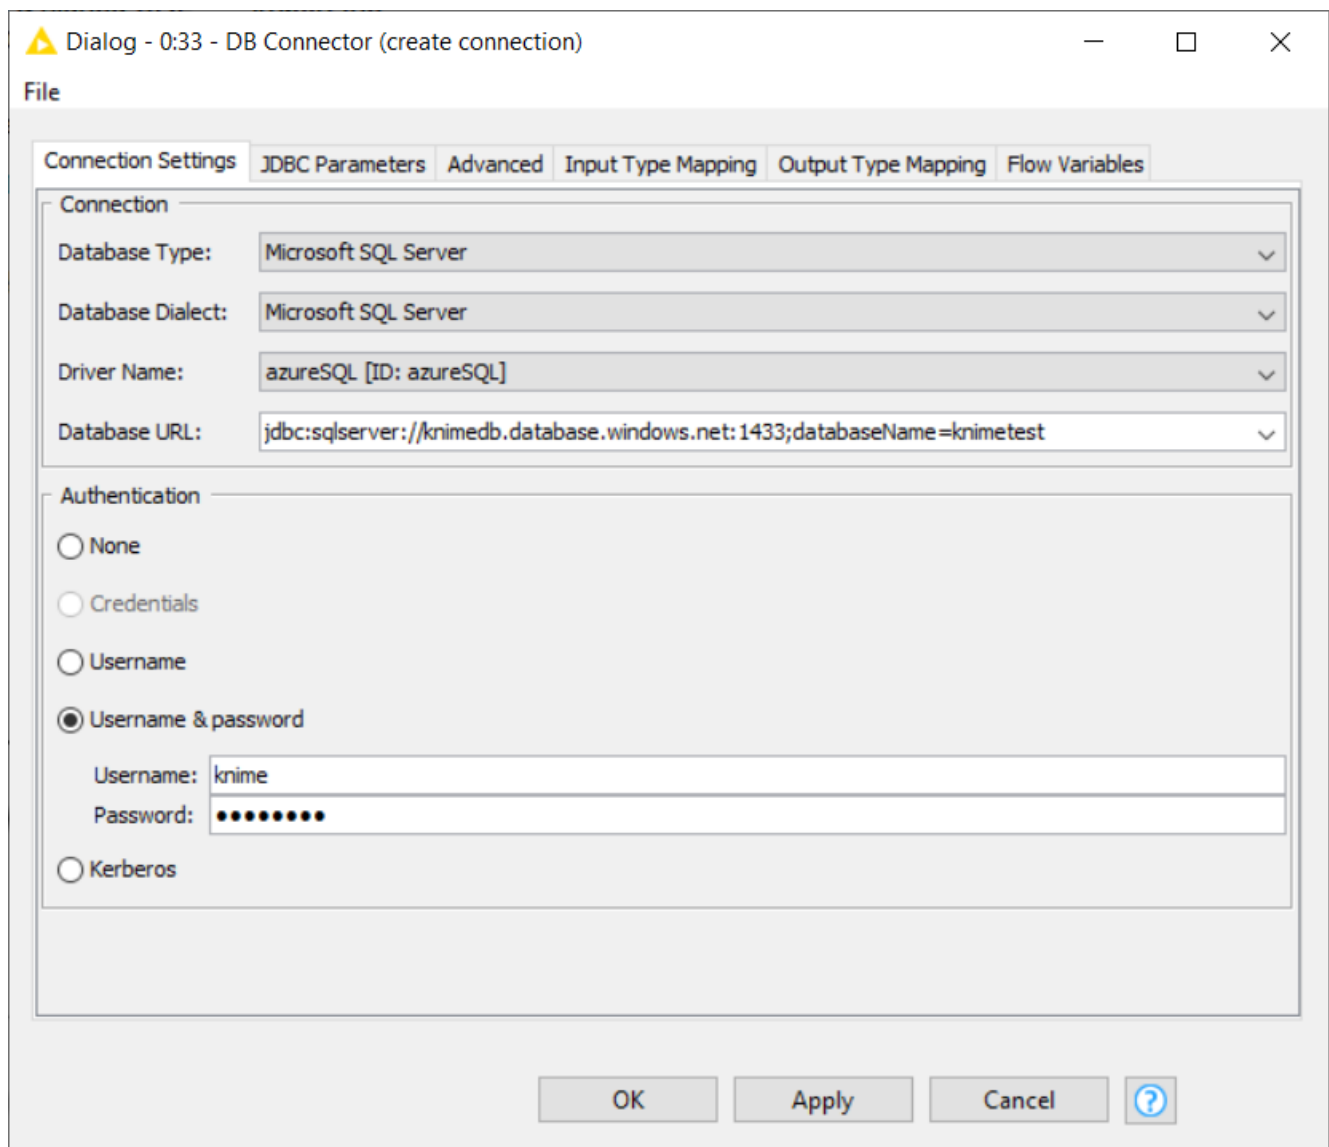 Dialog - 0:33 - DB Connector (create connection)
File
Connection Settings JDBC Parameters Advanced Input Type Mapping Output Type Mapping Flow Variables
Connection
Database Type: Microsoft SQL Server
Database Dialect: Microsoft SQL Server
Driver Name: azureSQL [ID: azureSQL]
Database URL: jdbc:sqlserver://knimedb.database.windows.net:1433;databaseName=knimetest
Authentication
None
Credentials
Username
Username & password
Username: knime
Password: ••••••••
Kerberos
OK Apply Cancel ?